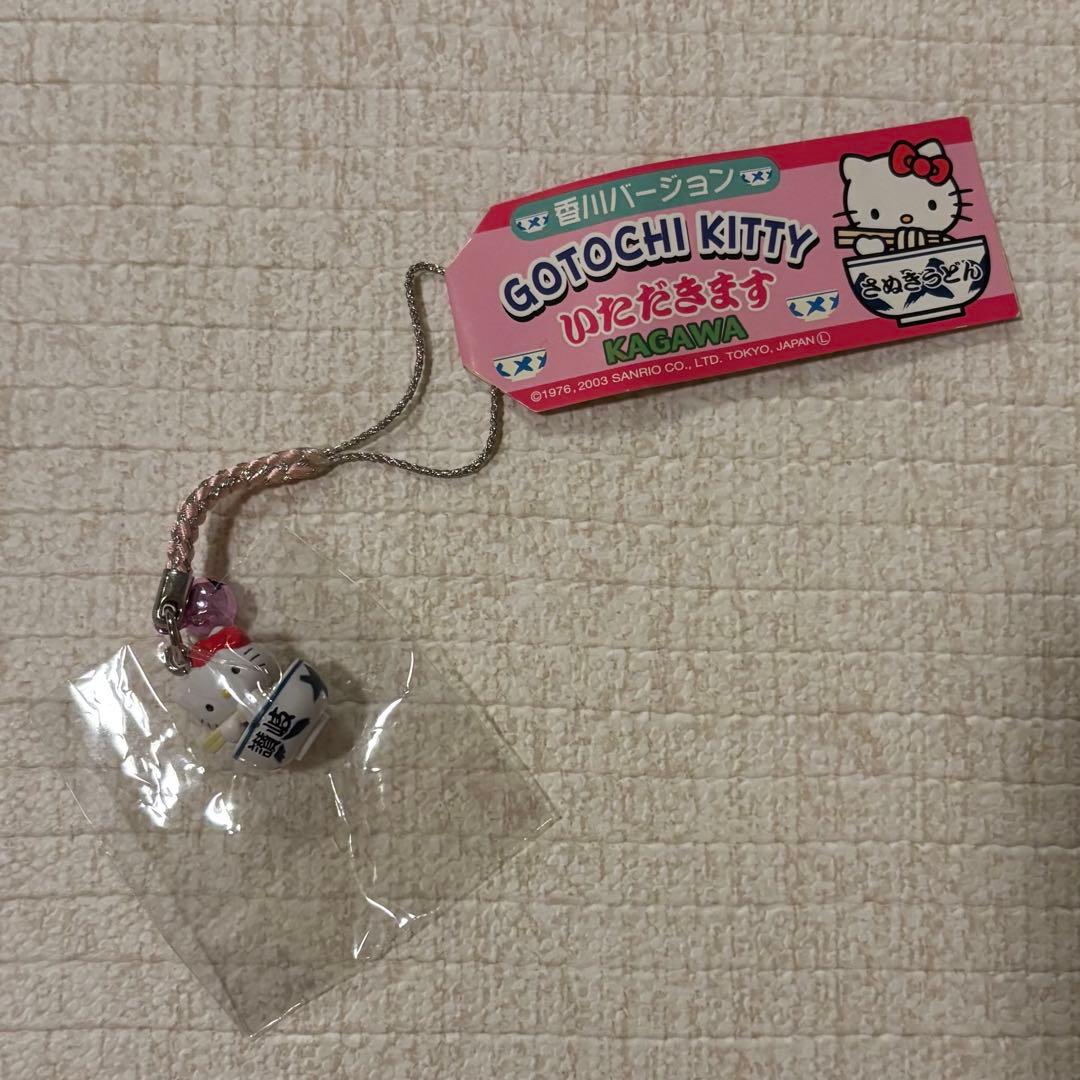 香川バージョン
GOTOCHI KITTY
いただきます
KAGAWA
©1976, 2003 SANRIO CO., LTD. TOKYO, JAPAN Ⓛ
さぬきうどん
讃岐